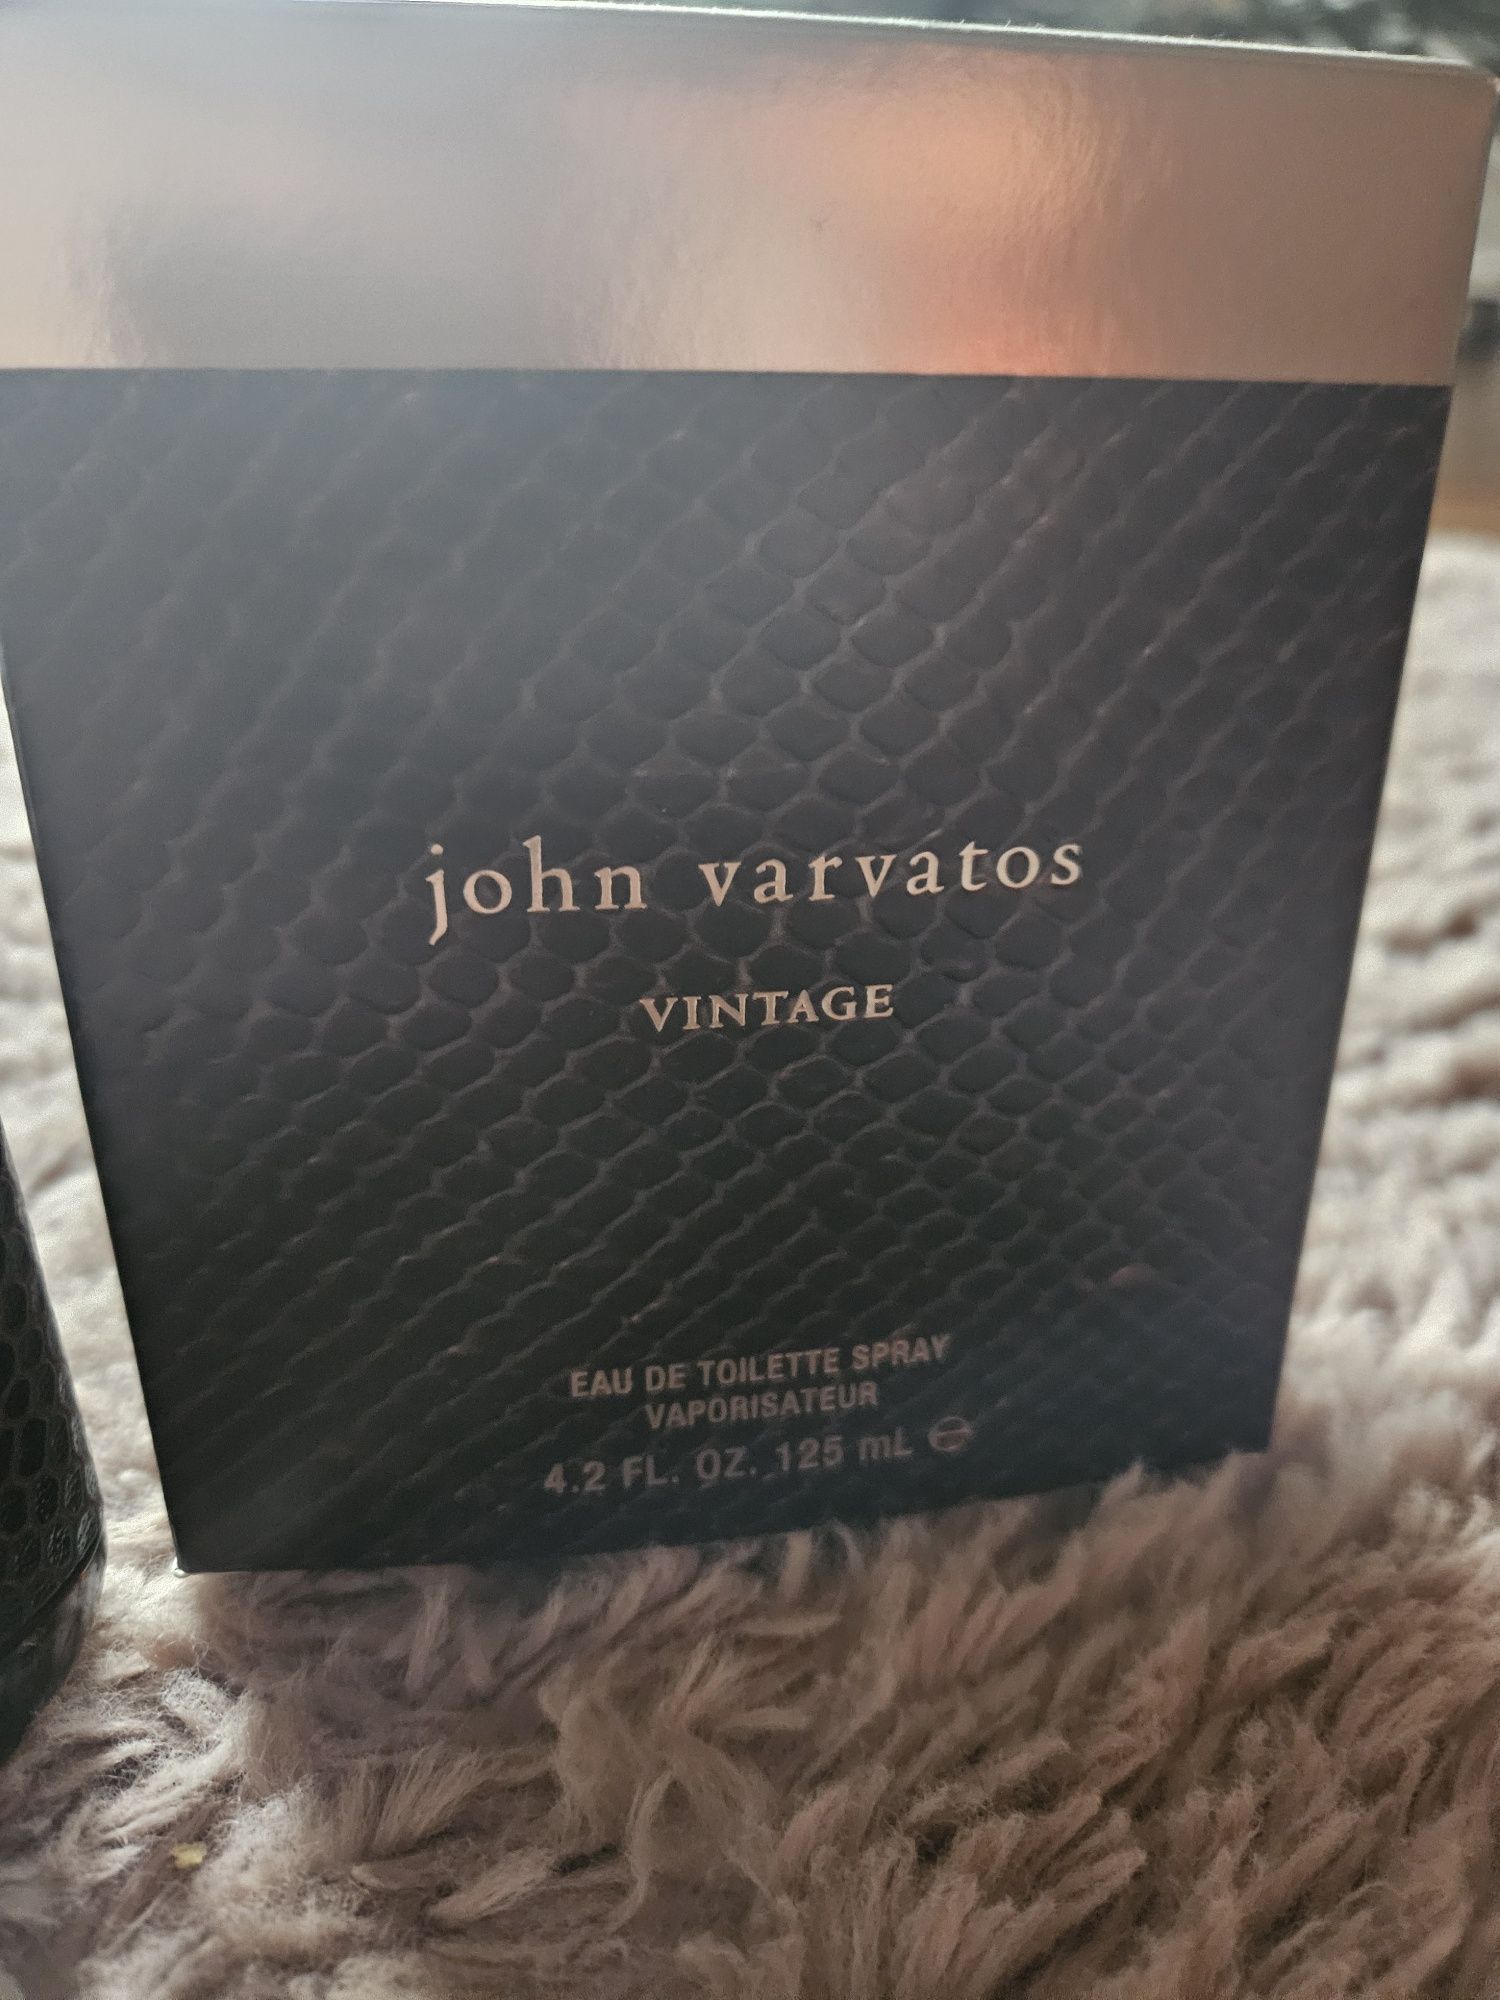 john varvatos
VINTAGE
EAU DE TOILETTE SPRAY
VAPORISATEUR
4.2 FL. OZ. 125 mL ℮